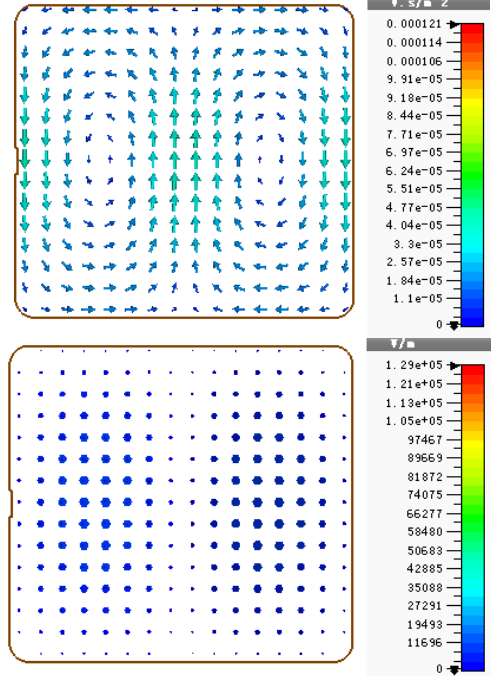 V.s/m^2
0.000121
0.000114
0.000106
9.91e-05
9.18e-05
8.44e-05
7.71e-05
6.97e-05
6.24e-05
5.51e-05
4.77e-05
4.04e-05
3.3e-05
2.57e-05
1.84e-05
1.1e-05
0
V/m
1.29e+05
1.21e+05
1.13e+05
1.05e+05
97467
89669
81872
74075
66277
58480
50683
42885
35088
27291
19493
11696
0